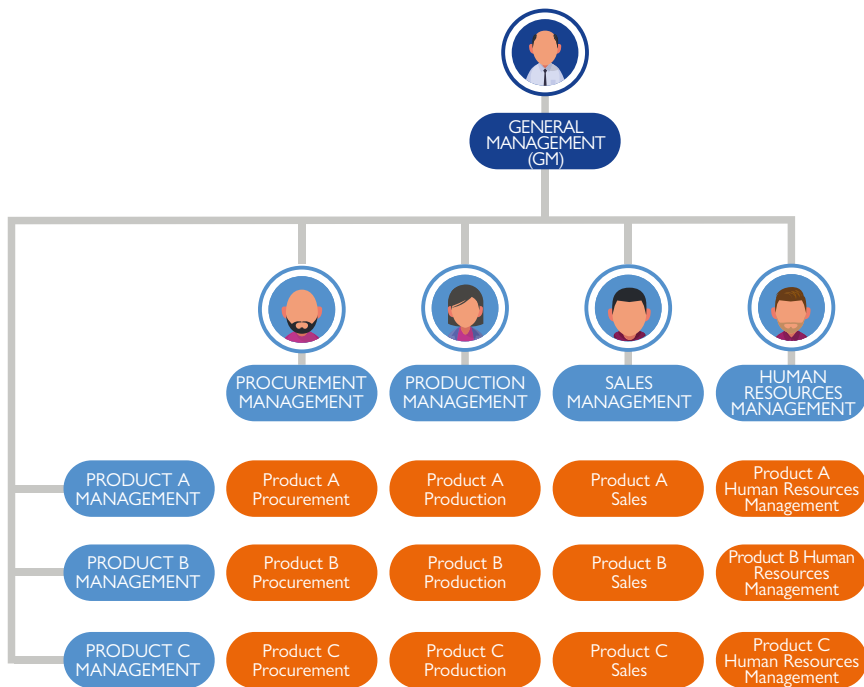 GENERAL
MANAGEMENT
(GM)
PROCUREMENT
MANAGEMENT
PRODUCTION
MANAGEMENT
SALES
MANAGEMENT
HUMAN
RESOURCES
MANAGEMENT
PRODUCT A
MANAGEMENT
Product A
Procurement
Product A
Production
Product A
Sales
Product A
Human Resources
Management
PRODUCT B
MANAGEMENT
Product B
Procurement
Product B
Production
Product B
Sales
Product B Human
Resources
Management
PRODUCT C
MANAGEMENT
Product C
Procurement
Product C
Production
Product C
Sales
Product C
Human Resources
Management